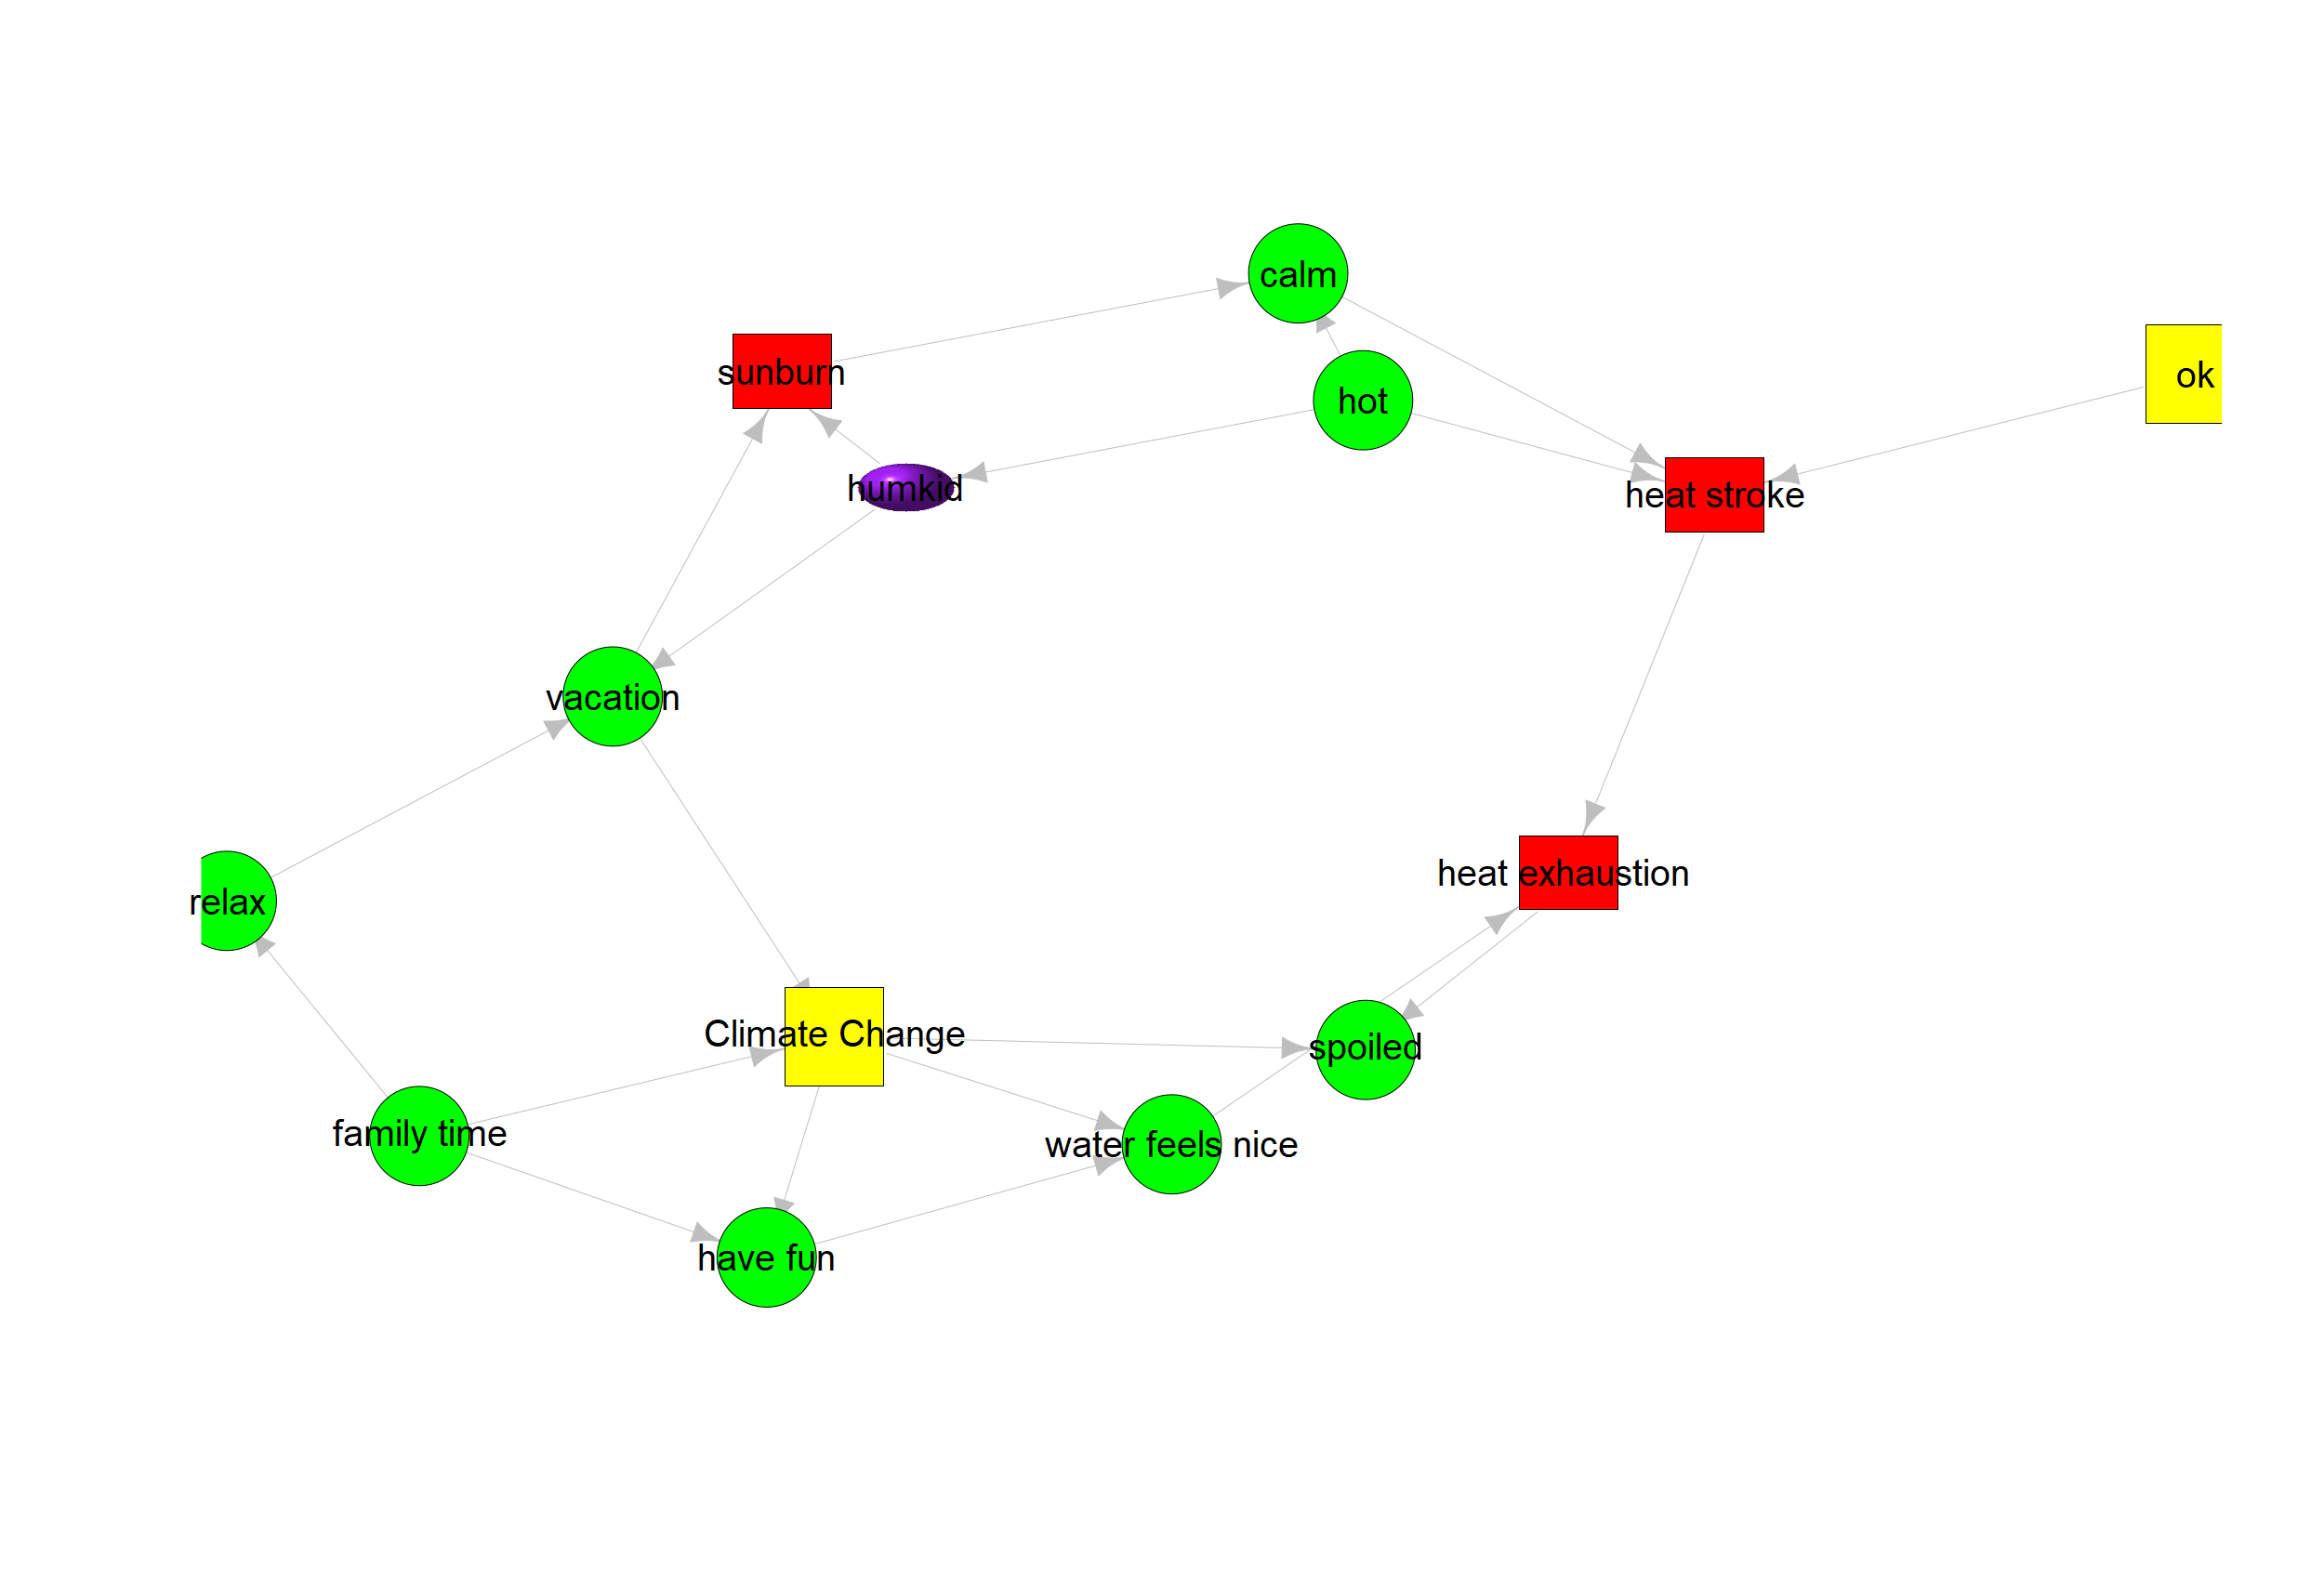 calm
sunburn
ok
hot
humkid
heat stroke
vacation
heat exhaustion
relax
Climate Change
spoiled
family time
water feels nice
have fun